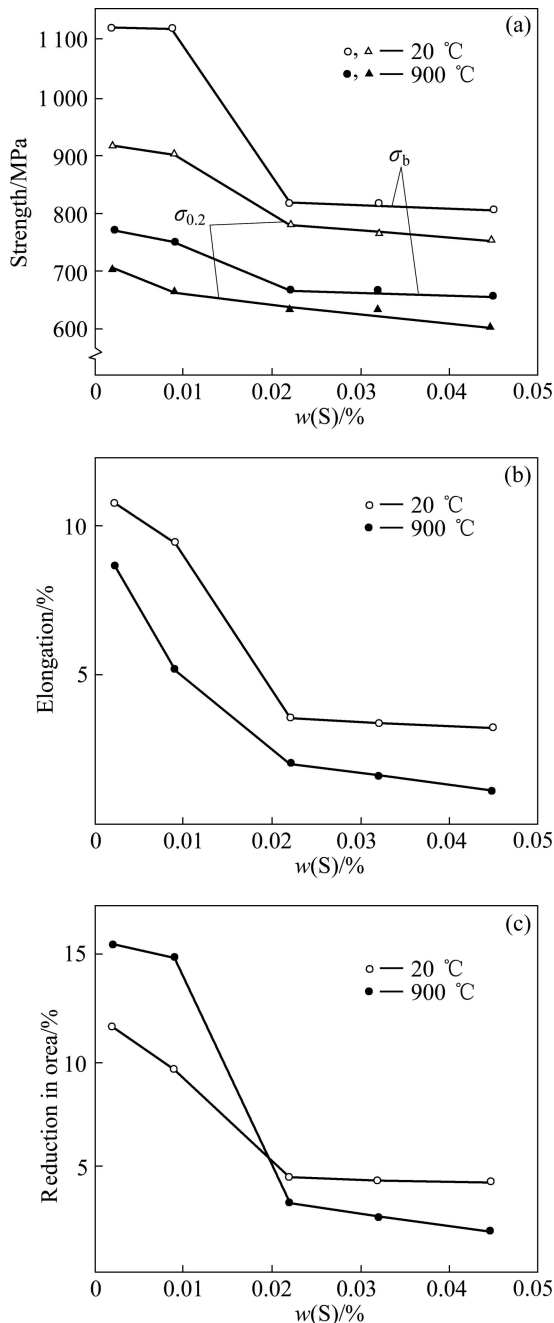 (a)
1 100
1 000
900
800
700
600
Strength/MPa
○, △ — 20 ℃
●, ▲ — 900 ℃
σb
σ0.2
0 0.01 0.02 0.03 0.04 0.05
w(S)/%
(b)
10
5
Elongation/%
○ — 20 ℃
● — 900 ℃
0 0.01 0.02 0.03 0.04 0.05
w(S)/%
(c)
15
10
5
Reduction in orea/%
○ — 20 ℃
● — 900 ℃
0 0.01 0.02 0.03 0.04 0.05
w(S)/%